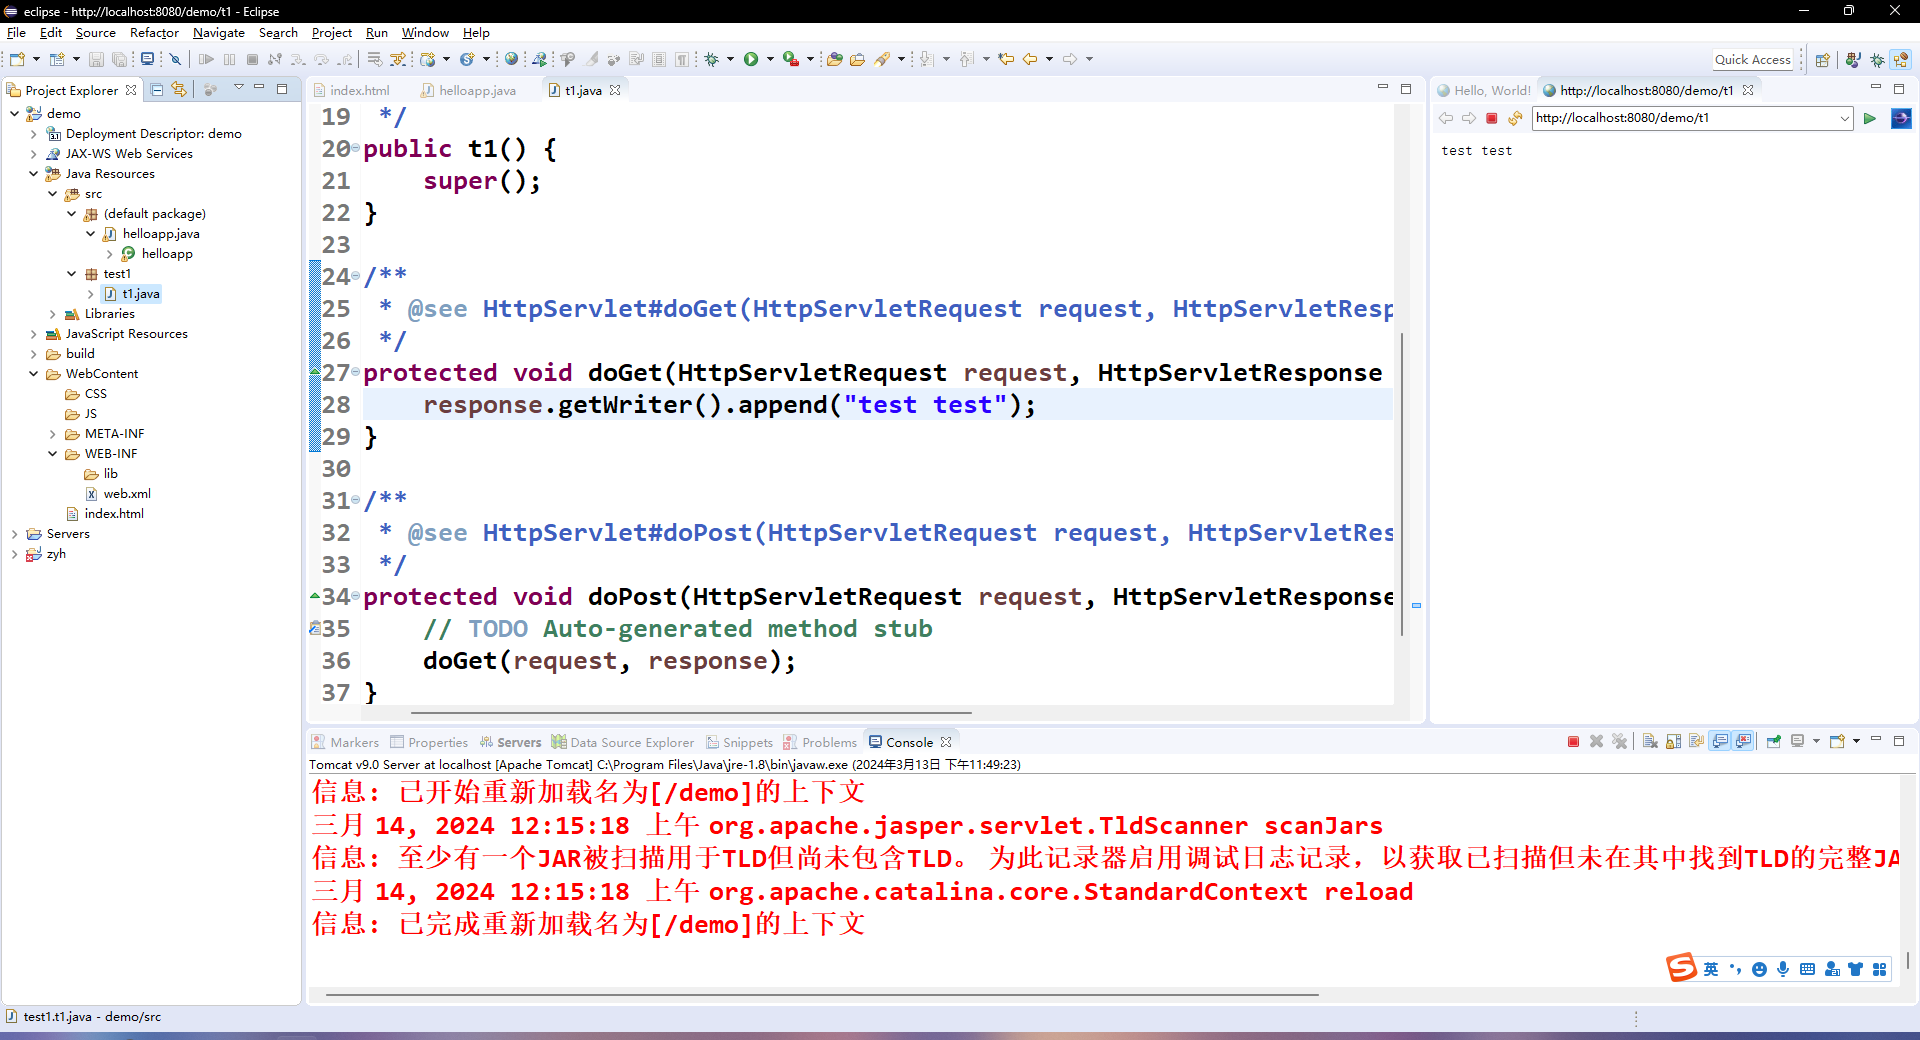 eclipse - http://localhost:8080/demo/t1 - Eclipse
File Edit Source Refactor Navigate Search Project Run Window Help
Quick Access
Project Explorer
demo
Deployment Descriptor: demo
JAX-WS Web Services
Java Resources
src
(default package)
helloapp.java
helloapp
test1
t1.java
Libraries
JavaScript Resources
build
WebContent
CSS
JS
META-INF
WEB-INF
lib
web.xml
index.html
Servers
zyh
index.html helloapp.java t1.java
19 */
20 public t1() {
21 super();
22 }
23
24 /**
25 * @see HttpServlet#doGet(HttpServletRequest request, HttpServletResp
26 */
27 protected void doGet(HttpServletRequest request, HttpServletResponse
28 response.getWriter().append("test test");
29 }
30
31 /**
32 * @see HttpServlet#doPost(HttpServletRequest request, HttpServletRes
33 */
34 protected void doPost(HttpServletRequest request, HttpServletResponse
35 // TODO Auto-generated method stub
36 doGet(request, response);
37 }
Hello, World! http://localhost:8080/demo/t1
http://localhost:8080/demo/t1
test test
Markers Properties Servers Data Source Explorer Snippets Problems Console
Tomcat v9.0 Server at localhost [Apache Tomcat] C:\Program Files\Java\jre-1.8\bin\javaw.exe (2024年3月13日 下午11:49:23)
信息: 已开始重新加载名为[/demo]的上下文
三月 14, 2024 12:15:18 上午 org.apache.jasper.servlet.TldScanner scanJars
信息: 至少有一个JAR被扫描用于TLD但尚未包含TLD。 为此记录器启用调试日志记录，以获取已扫描但未在其中找到TLD的完整JA
三月 14, 2024 12:15:18 上午 org.apache.catalina.core.StandardContext reload
信息: 已完成重新加载名为[/demo]的上下文
英
test1.t1.java - demo/src